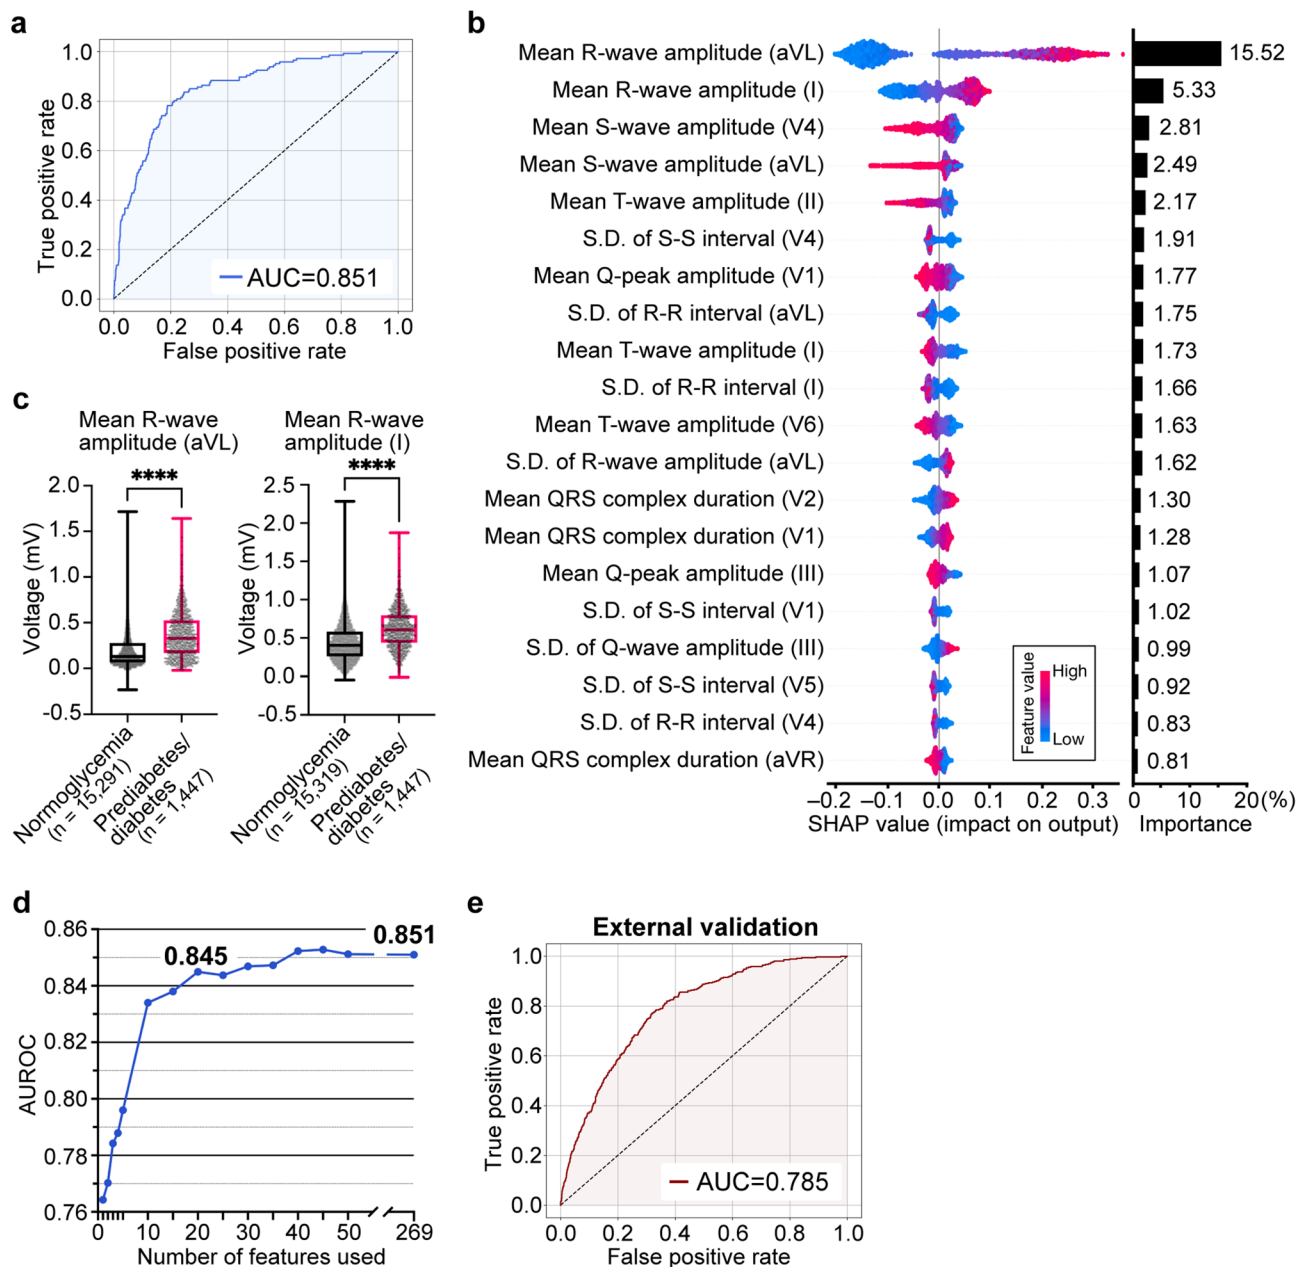 a
1.0
0.8
0.6
0.4
0.2
0.0
True positive rate
AUC=0.851
0.0 0.2 0.4 0.6 0.8 1.0
False positive rate
b
Mean R-wave amplitude (aVL) 15.52
Mean R-wave amplitude (I) 5.33
Mean S-wave amplitude (V4) 2.81
Mean S-wave amplitude (aVL) 2.49
Mean T-wave amplitude (II) 2.17
S.D. of S-S interval (V4) 1.91
Mean Q-peak amplitude (V1) 1.77
S.D. of R-R interval (aVL) 1.75
Mean T-wave amplitude (I) 1.73
S.D. of R-R interval (I) 1.66
Mean T-wave amplitude (V6) 1.63
S.D. of R-wave amplitude (aVL) 1.62
Mean QRS complex duration (V2) 1.30
Mean QRS complex duration (V1) 1.28
Mean Q-peak amplitude (III) 1.07
S.D. of S-S interval (V1) 1.02
S.D. of Q-wave amplitude (III) 0.99
S.D. of S-S interval (V5) 0.92
S.D. of R-R interval (V4) 0.83
Mean QRS complex duration (aVR) 0.81
Feature value
High
Low
−0.2 −0.1 0.0 0.1 0.2 0.3
SHAP value (impact on output)
0 10 20(%)
Importance
c
Mean R-wave
amplitude (aVL)
****
2.0
1.5
1.0
0.5
0.0
-0.5
Voltage (mV)
Normoglycemia
(n = 15,291)
Prediabetes/
diabetes
(n = 1,447)
Mean R-wave
amplitude (I)
****
2.5
2.0
1.5
1.0
0.5
0.0
-0.5
Voltage (mV)
Normoglycemia
(n = 15,319)
Prediabetes/
diabetes
(n = 1,447)
d
0.86
0.84
0.82
0.80
0.78
0.76
AUROC
0.845
0.851
0 10 20 30 40 50 269
Number of features used
e
External validation
1.0
0.8
0.6
0.4
0.2
0.0
True positive rate
AUC=0.785
0.0 0.2 0.4 0.6 0.8 1.0
False positive rate